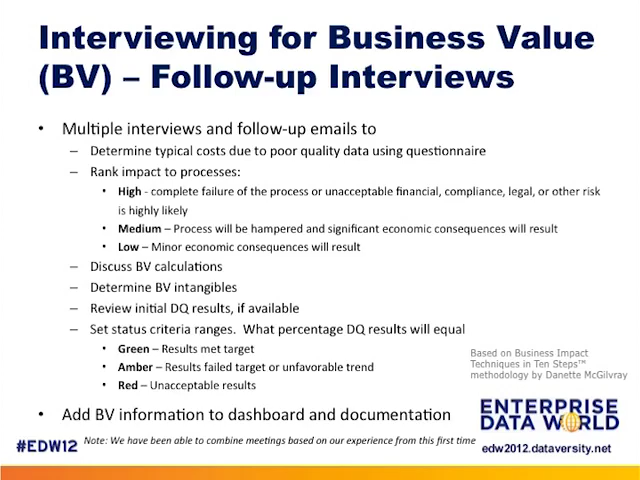 Interviewing for Business Value
(BV) – Follow-up Interviews
• Multiple interviews and follow-up emails to
– Determine typical costs due to poor quality data using questionnaire
– Rank impact to processes:
• High - complete failure of the process or unacceptable financial, compliance, legal, or other risk
is highly likely
• Medium – Process will be hampered and significant economic consequences will result
• Low – Minor economic consequences will result
– Discuss BV calculations
– Determine BV intangibles
– Review initial DQ results, if available
– Set status criteria ranges. What percentage DQ results will equal
• Green – Results met target
• Amber – Results failed target or unfavorable trend
• Red – Unacceptable results
Based on Business Impact
Techniques in Ten Steps™
methodology by Danette McGilvray
• Add BV information to dashboard and documentation
ENTERPRISE
DATA WORLD
#EDW12
Note: We have been able to combine meetings based on our experience from this first time
edw2012.dataversity.net